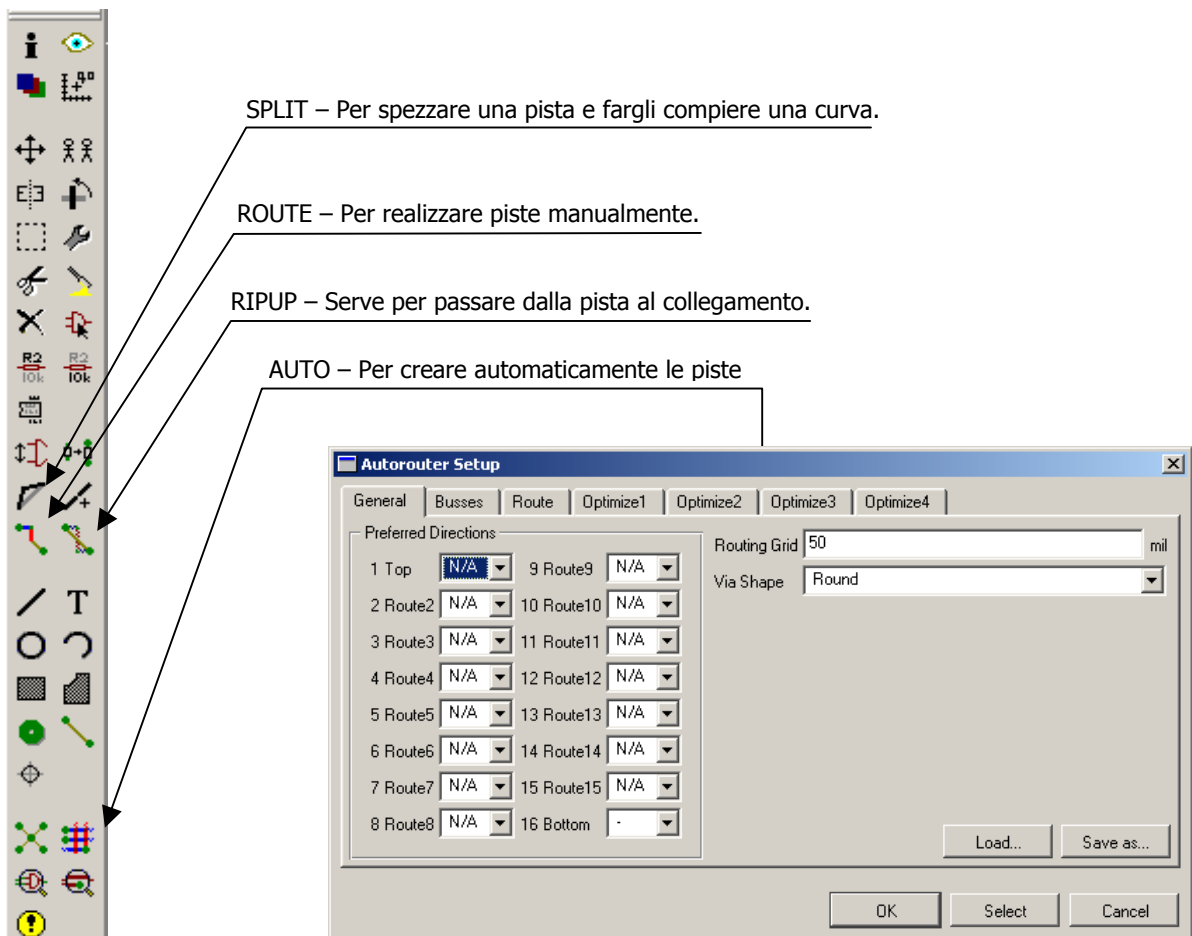 SPLIT – Per spezzare una pista e fargli compiere una curva.
ROUTE – Per realizzare piste manualmente.
RIPUP – Serve per passare dalla pista al collegamento.
AUTO – Per creare automaticamente le piste
R2 R2
10k 10k
T
Autorouter Setup
General Busses Route Optimize1 Optimize2 Optimize3 Optimize4
Preferred Directions
Routing Grid 50 mil
Via Shape Round
1 Top N/A 9 Route9 N/A
2 Route2 N/A 10 Route10 N/A
3 Route3 N/A 11 Route11 N/A
4 Route4 N/A 12 Route12 N/A
5 Route5 N/A 13 Route13 N/A
6 Route6 N/A 14 Route14 N/A
7 Route7 N/A 15 Route15 N/A
8 Route8 N/A 16 Bottom -
Load... Save as...
OK Select Cancel